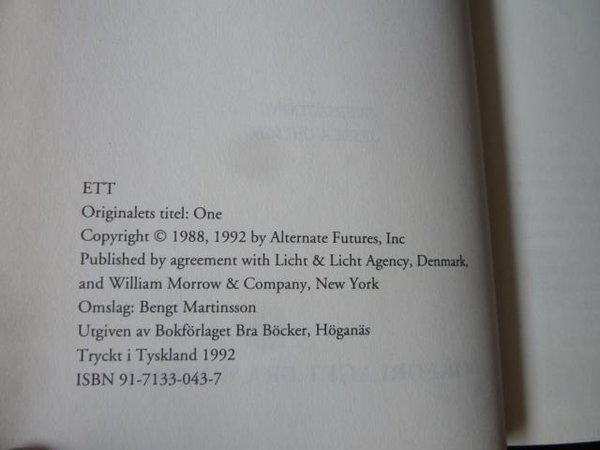 ETT
Originalets titel: One
Copyright © 1988, 1992 by Alternate Futures, Inc
Published by agreement with Licht & Licht Agency, Denmark,
and William Morrow & Company, New York
Omslag: Bengt Martinsson
Utgiven av Bokförlaget Bra Böcker, Höganäs
Tryckt i Tyskland 1992
ISBN 91-7133-043-7